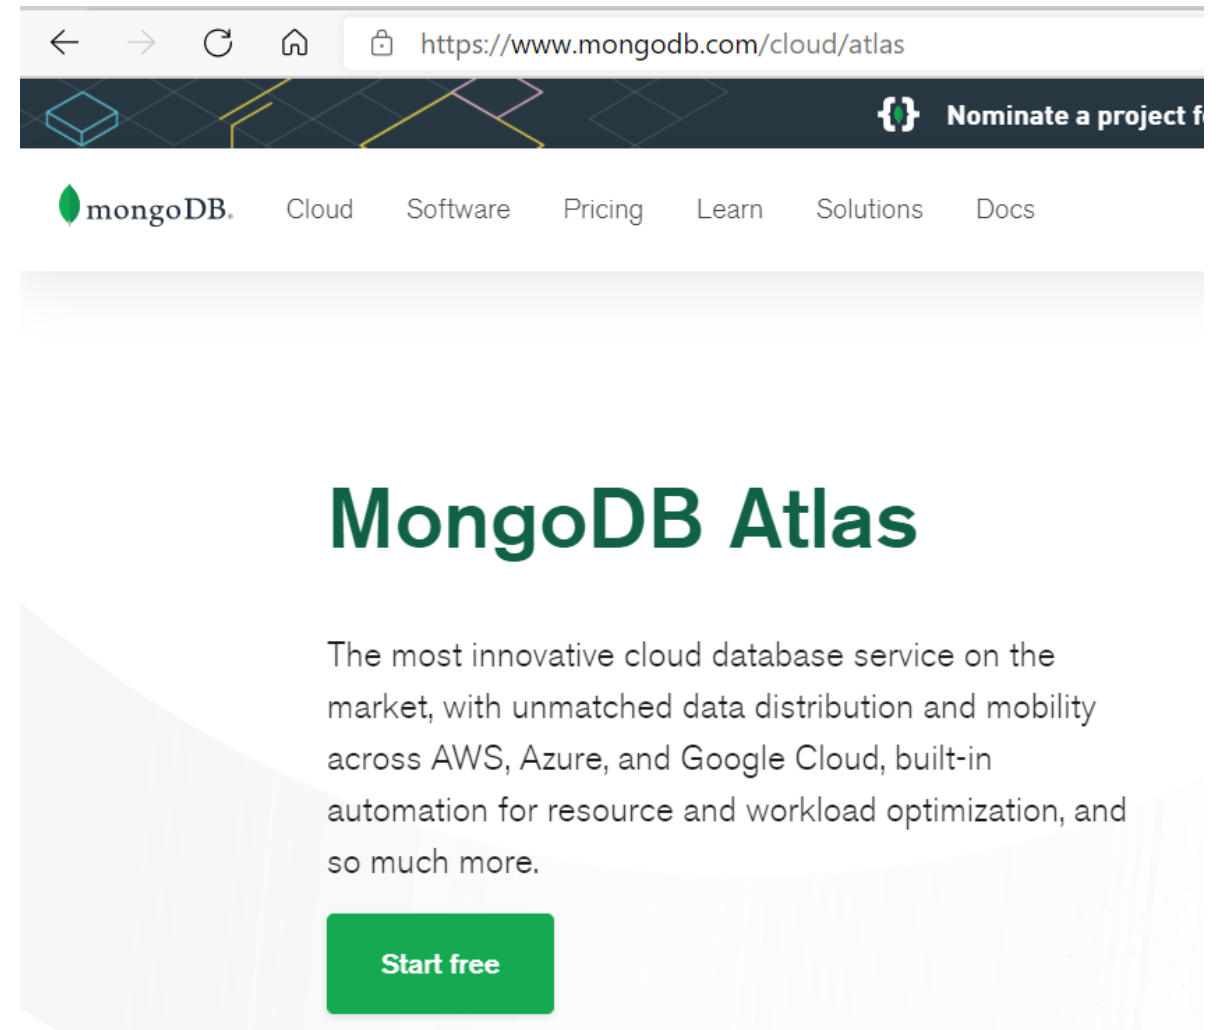 https://www.mongodb.com/cloud/atlas
Nominate a project
mongoDB.
Cloud Software Pricing Learn Solutions Docs
MongoDB Atlas
The most innovative cloud database service on the
market, with unmatched data distribution and mobility
across AWS, Azure, and Google Cloud, built-in
automation for resource and workload optimization, and
so much more.
Start free